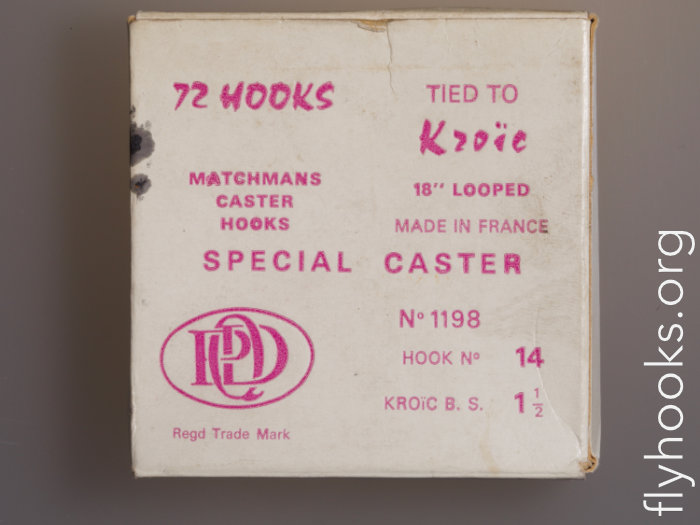 72 HOOKS
MATCHMANS
CASTER
HOOKS
TIED TO
Kroïc
18" LOOPED
MADE IN FRANCE
SPECIAL CASTER
Regd Trade Mark
Nº 1198
HOOK Nº 14
KROÏC B. S. 1 1/2
flyhooks.org